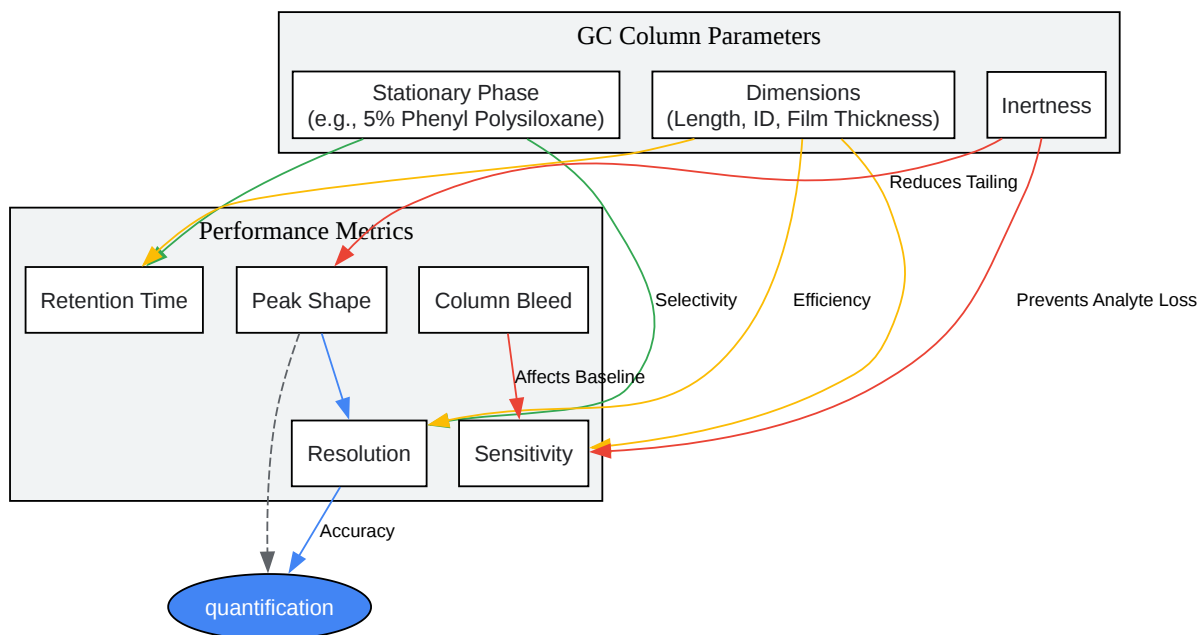 GC Column Parameters
Stationary Phase
(e.g., 5% Phenyl Polysiloxane)
Dimensions
(Length, ID, Film Thickness)
Inertness
Reduces Tailing
Performance Metrics
Retention Time
Peak Shape
Column Bleed
Selectivity
Efficiency
Prevents Analyte Loss
Affects Baseline
Resolution
Sensitivity
Accuracy
quantification